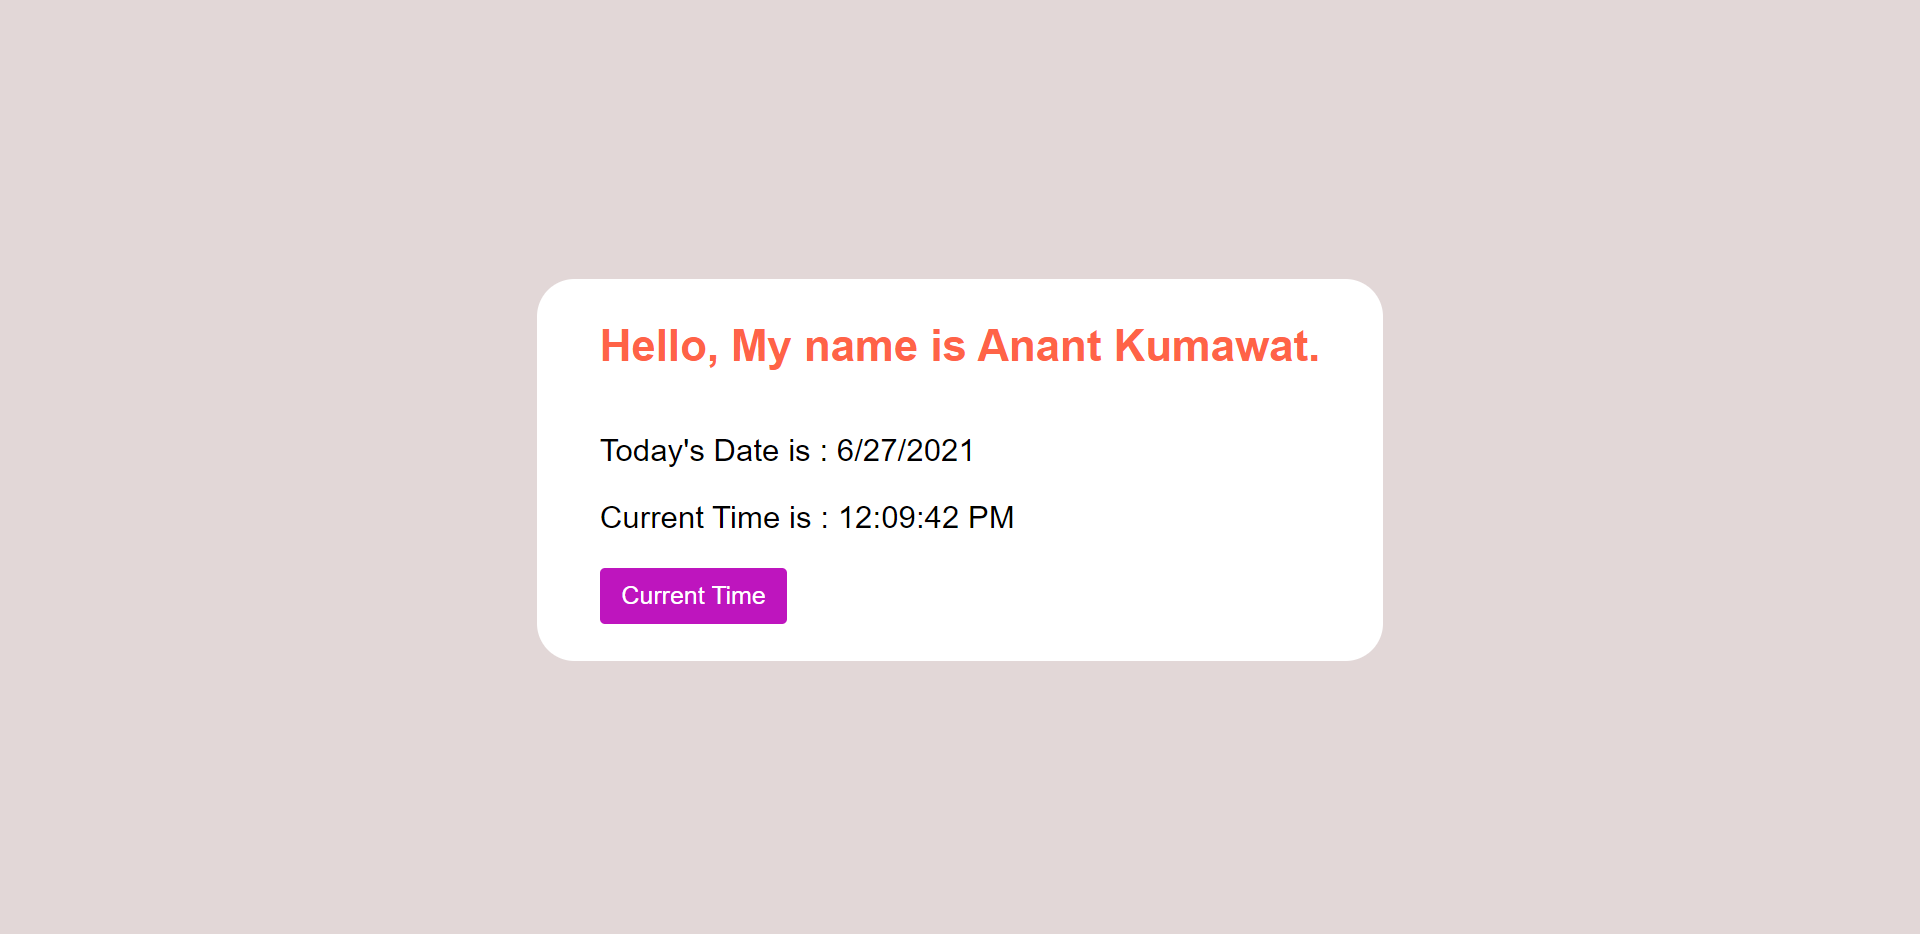 Hello, My name is Anant Kumawat.
Today's Date is : 6/27/2021
Current Time is : 12:09:42 PM
Current Time